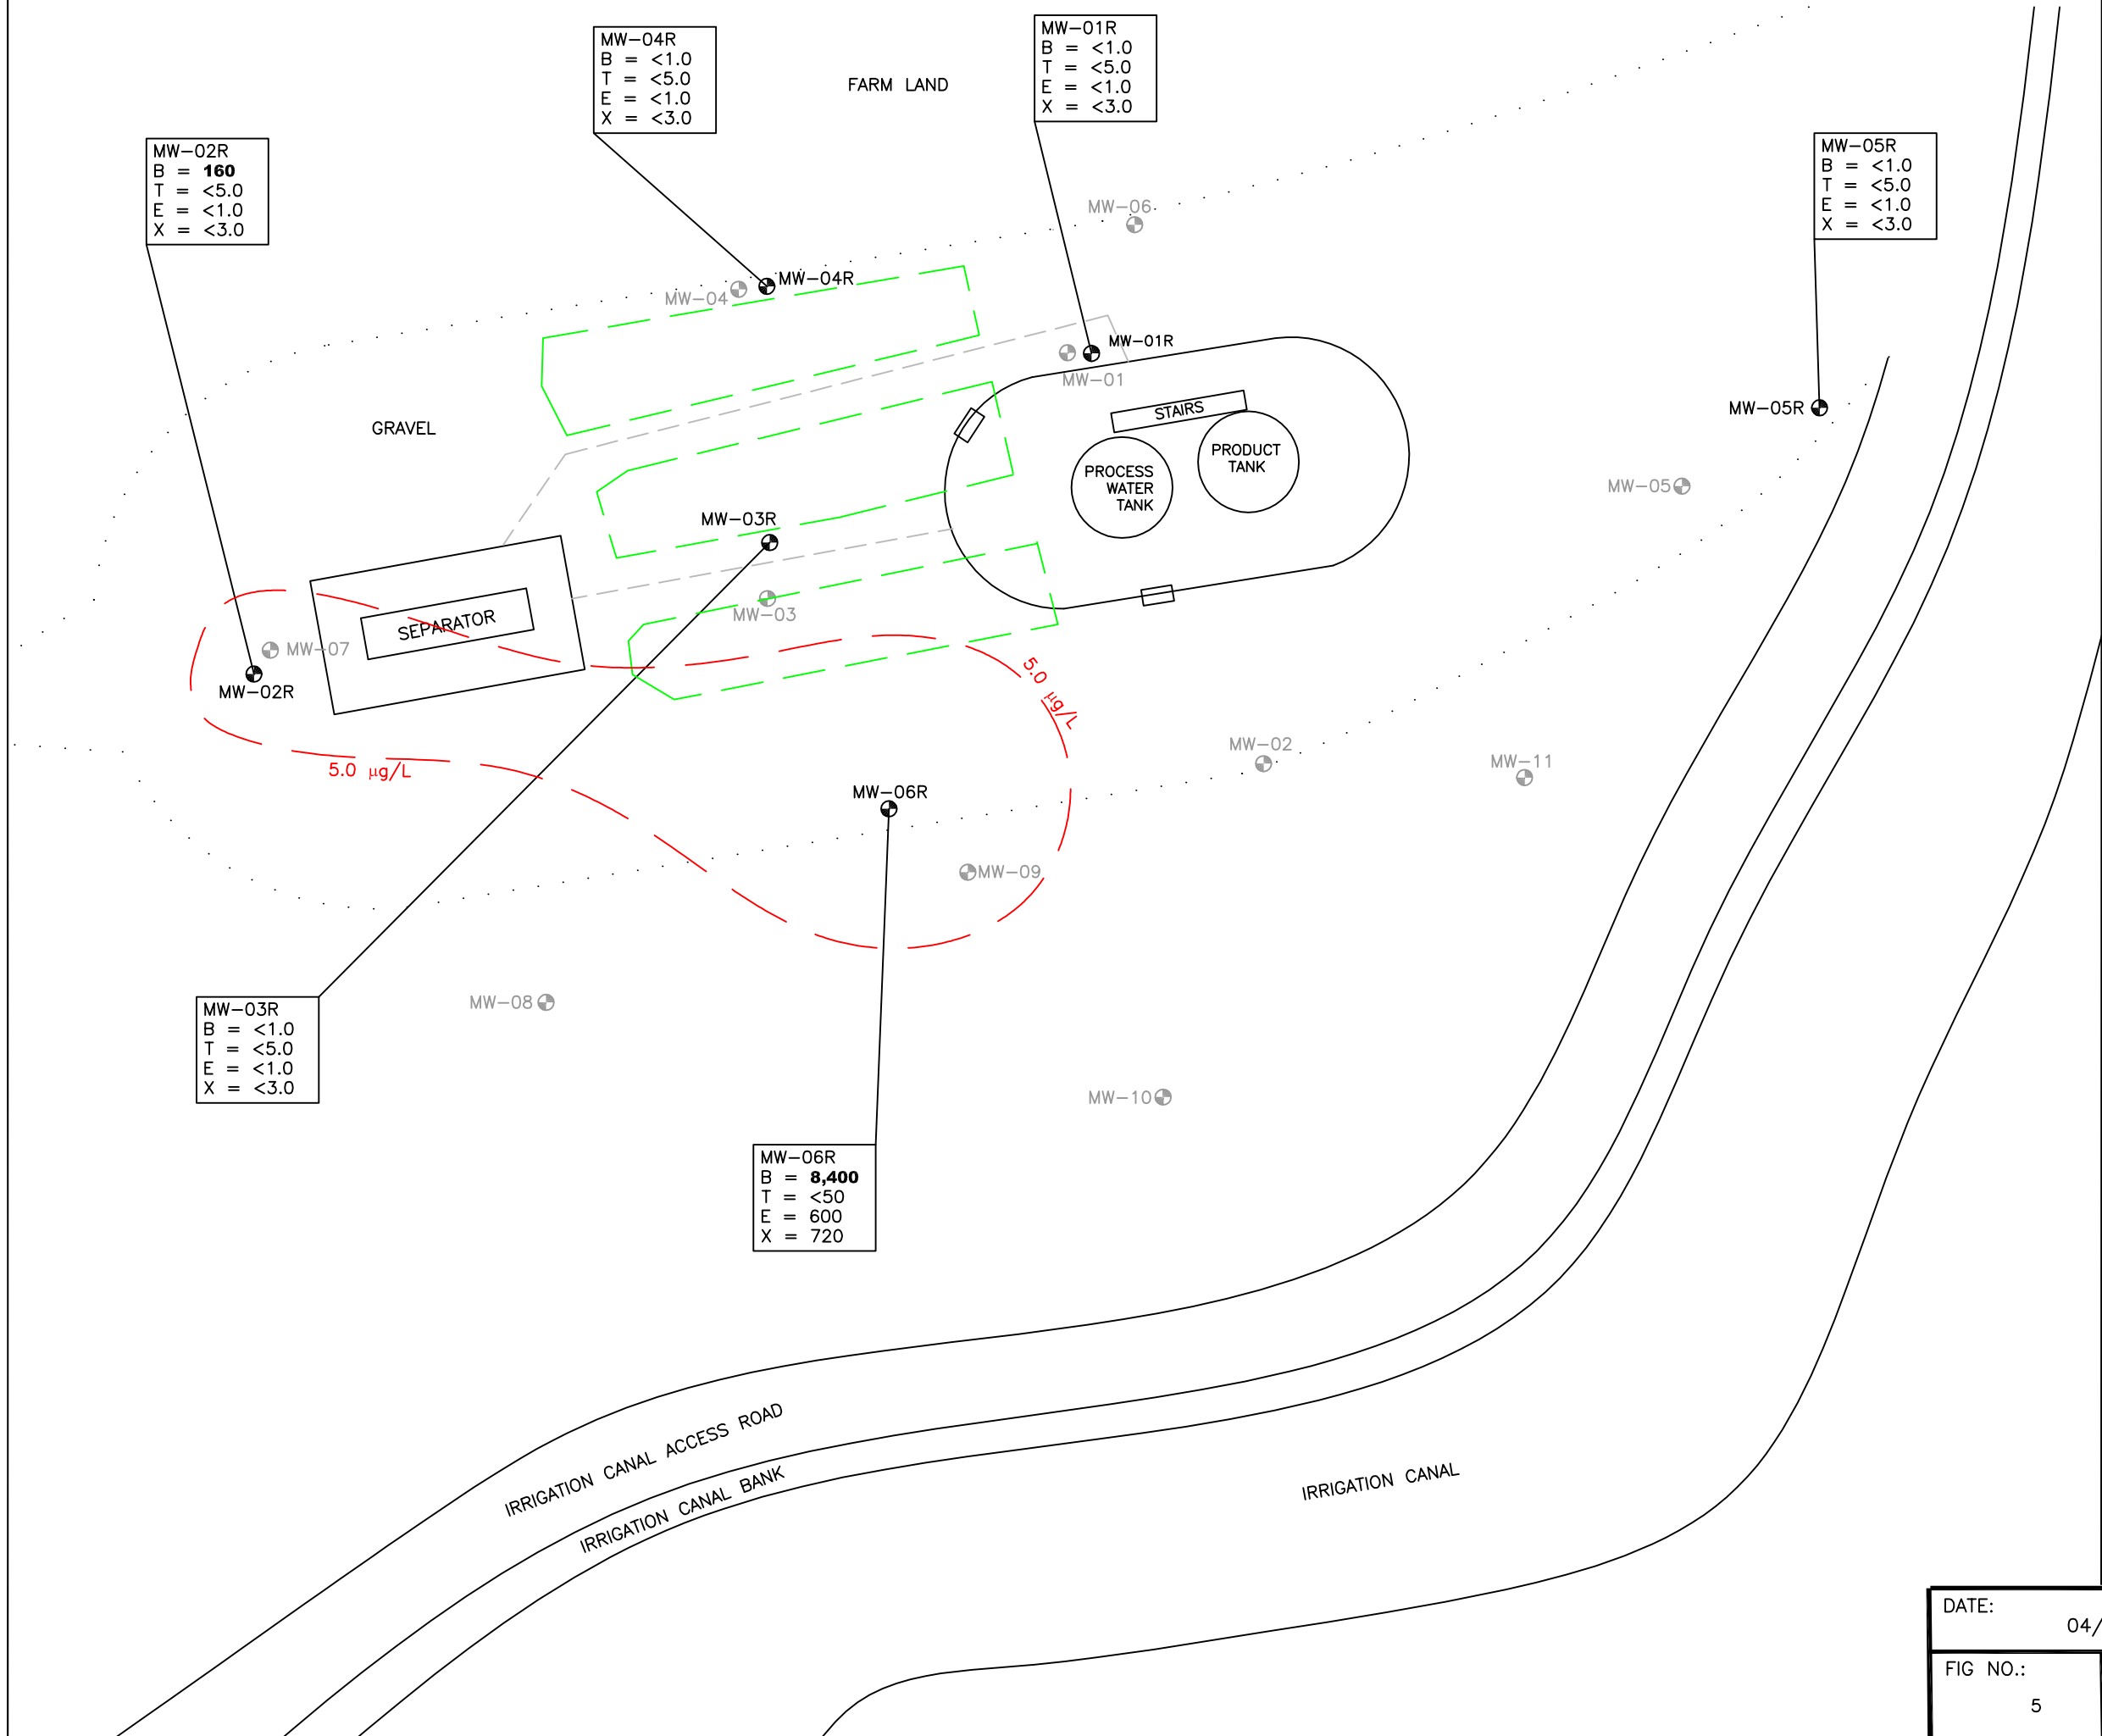 MW-04R
B = <1.0
T = <5.0
E = <1.0
X = <3.0
MW-01R
B = <1.0
T = <5.0
E = <1.0
X = <3.0
FARM LAND
MW-02R
B = 160
T = <5.0
E = <1.0
X = <3.0
MW-05R
B = <1.0
T = <5.0
E = <1.0
X = <3.0
MW-06
MW-04R
MW-04
MW-01R
MW-01
STAIRS
MW-05R
GRAVEL
PRODUCT
TANK
PROCESS
WATER
TANK
MW-05
MW-03R
MW-03
SEPARATOR
MW-07
MW-02R
5.0 µg/L
5.0 µg/L
MW-02
MW-11
MW-06R
MW-09
MW-08
MW-03R
B = <1.0
T = <5.0
E = <1.0
X = <3.0
MW-10
MW-06R
B = 8,400
T = <50
E = 600
X = 720
IRRIGATION CANAL ACCESS ROAD
IRRIGATION CANAL BANK
IRRIGATION CANAL
DATE:
04/
FIG NO.:
5